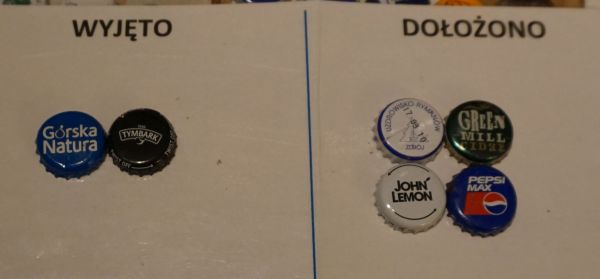 WYJĘTO
DOŁOŻONO
Górska
Natura
TYMBARK
UZDROWISKO RYMANÓW
ZDRÓJ
GREEN
MILL
CIDER
JOHN
LEMON
PEPSI
MAX